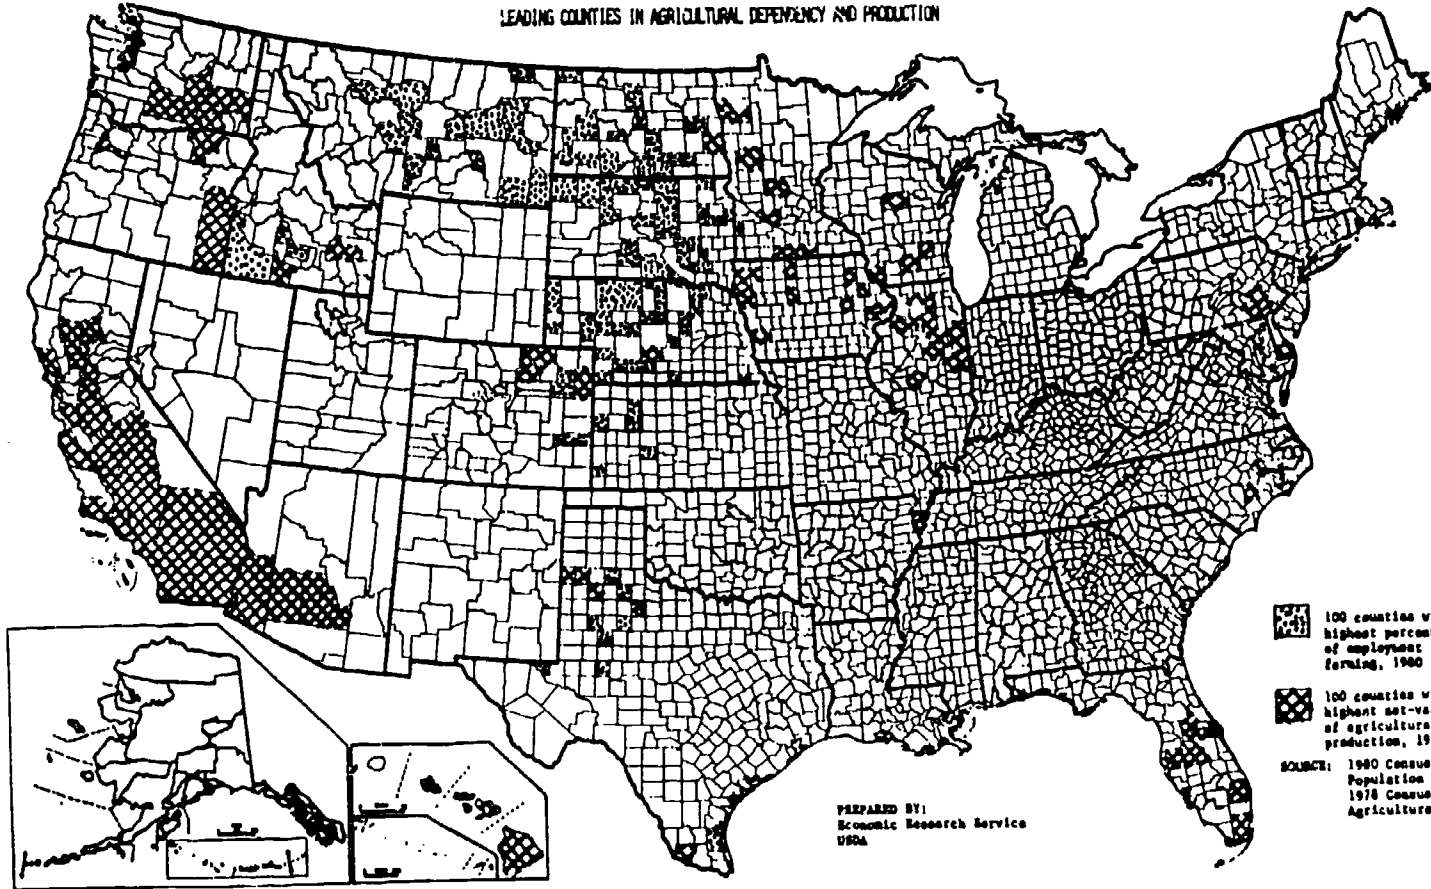 LEADING COUNTIES IN AGRICULTURAL DEPENDENCY AND PRODUCTION
100 counties w
highest percen
of employment
farming, 1980
100 counties w
highest net-va
of agricultura
production, 19
SOURCE: 1980 Census
Population
1978 Census
Agricultur
PREPARED BY:
Economic Research Service
USDA